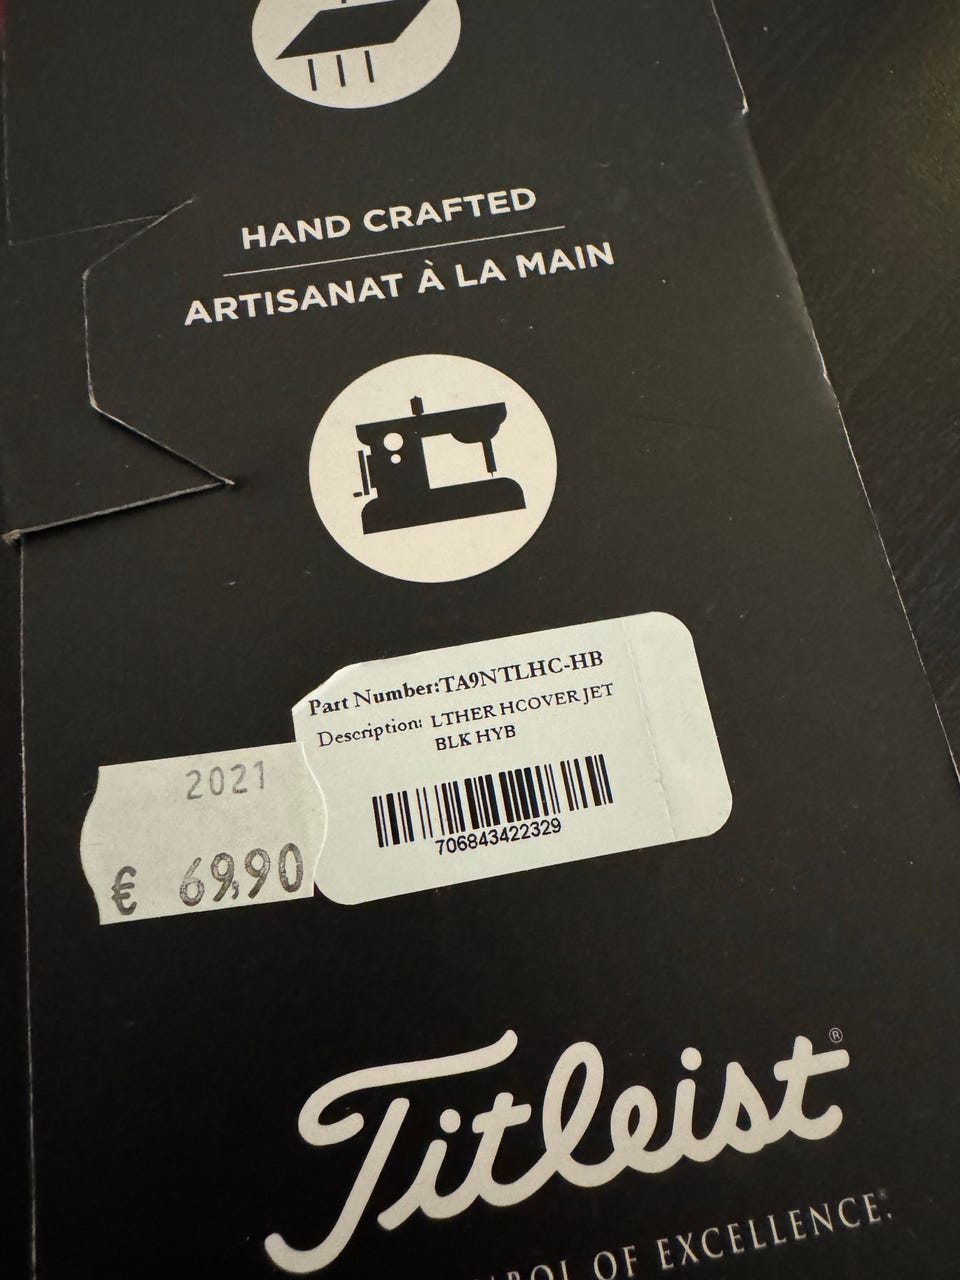 HAND CRAFTED
ARTISANAT À LA MAIN
Part Number:TA9NTLHC-HB
Description: LTHER HCOVER JET
BLK HYB
706843422329
2021
€ 69,90
Titleist®
OF EXCELLENCE.